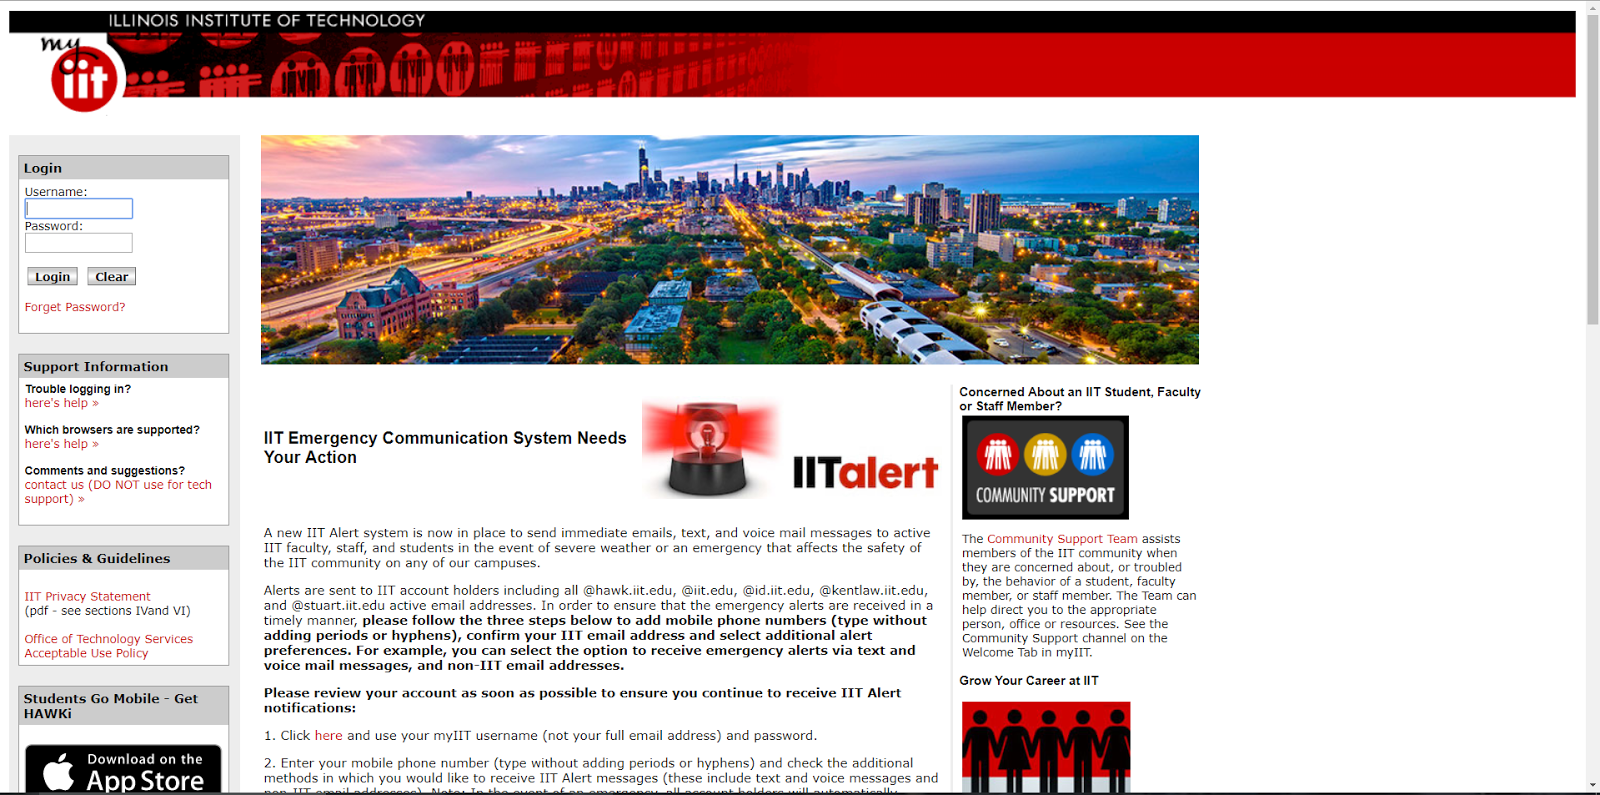 ILLINOIS INSTITUTE OF TECHNOLOGY
my
iit
Login
Username:
Password:
Login Clear
Forget Password?
Support Information
Trouble logging in?
here's help »
Which browsers are supported?
here's help »
Comments and suggestions?
contact us (DO NOT use for tech
support) »
Policies & Guidelines
IIT Privacy Statement
(pdf - see sections IVand VI)
Office of Technology Services
Acceptable Use Policy
Students Go Mobile - Get
HAWKi
Download on the
App Store
IIT Emergency Communication System Needs
Your Action
IITalert
A new IIT Alert system is now in place to send immediate emails, text, and voice mail messages to active
IIT faculty, staff, and students in the event of severe weather or an emergency that affects the safety of
the IIT community on any of our campuses.
Alerts are sent to IIT account holders including all @hawk.iit.edu, @iit.edu, @id.iit.edu, @kentlaw.iit.edu,
and @stuart.iit.edu active email addresses. In order to ensure that the emergency alerts are received in a
timely manner, please follow the three steps below to add mobile phone numbers (type without
adding periods or hyphens), confirm your IIT email address and select additional alert
preferences. For example, you can select the option to receive emergency alerts via text and
voice mail messages, and non-IIT email addresses.
Please review your account as soon as possible to ensure you continue to receive IIT Alert
notifications:
1. Click here and use your myIIT username (not your full email address) and password.
2. Enter your mobile phone number (type without adding periods or hyphens) and check the additional
methods in which you would like to receive IIT Alert messages (these include text and voice messages and
non-IIT email addresses). Note: In the event of an emergency, all account holders will automatically
Concerned About an IIT Student, Faculty
or Staff Member?
COMMUNITY SUPPORT
The Community Support Team assists
members of the IIT community when
they are concerned about, or troubled
by, the behavior of a student, faculty
member, or staff member. The Team can
help direct you to the appropriate
person, office or resources. See the
Community Support channel on the
Welcome Tab in myIIT.
Grow Your Career at IIT